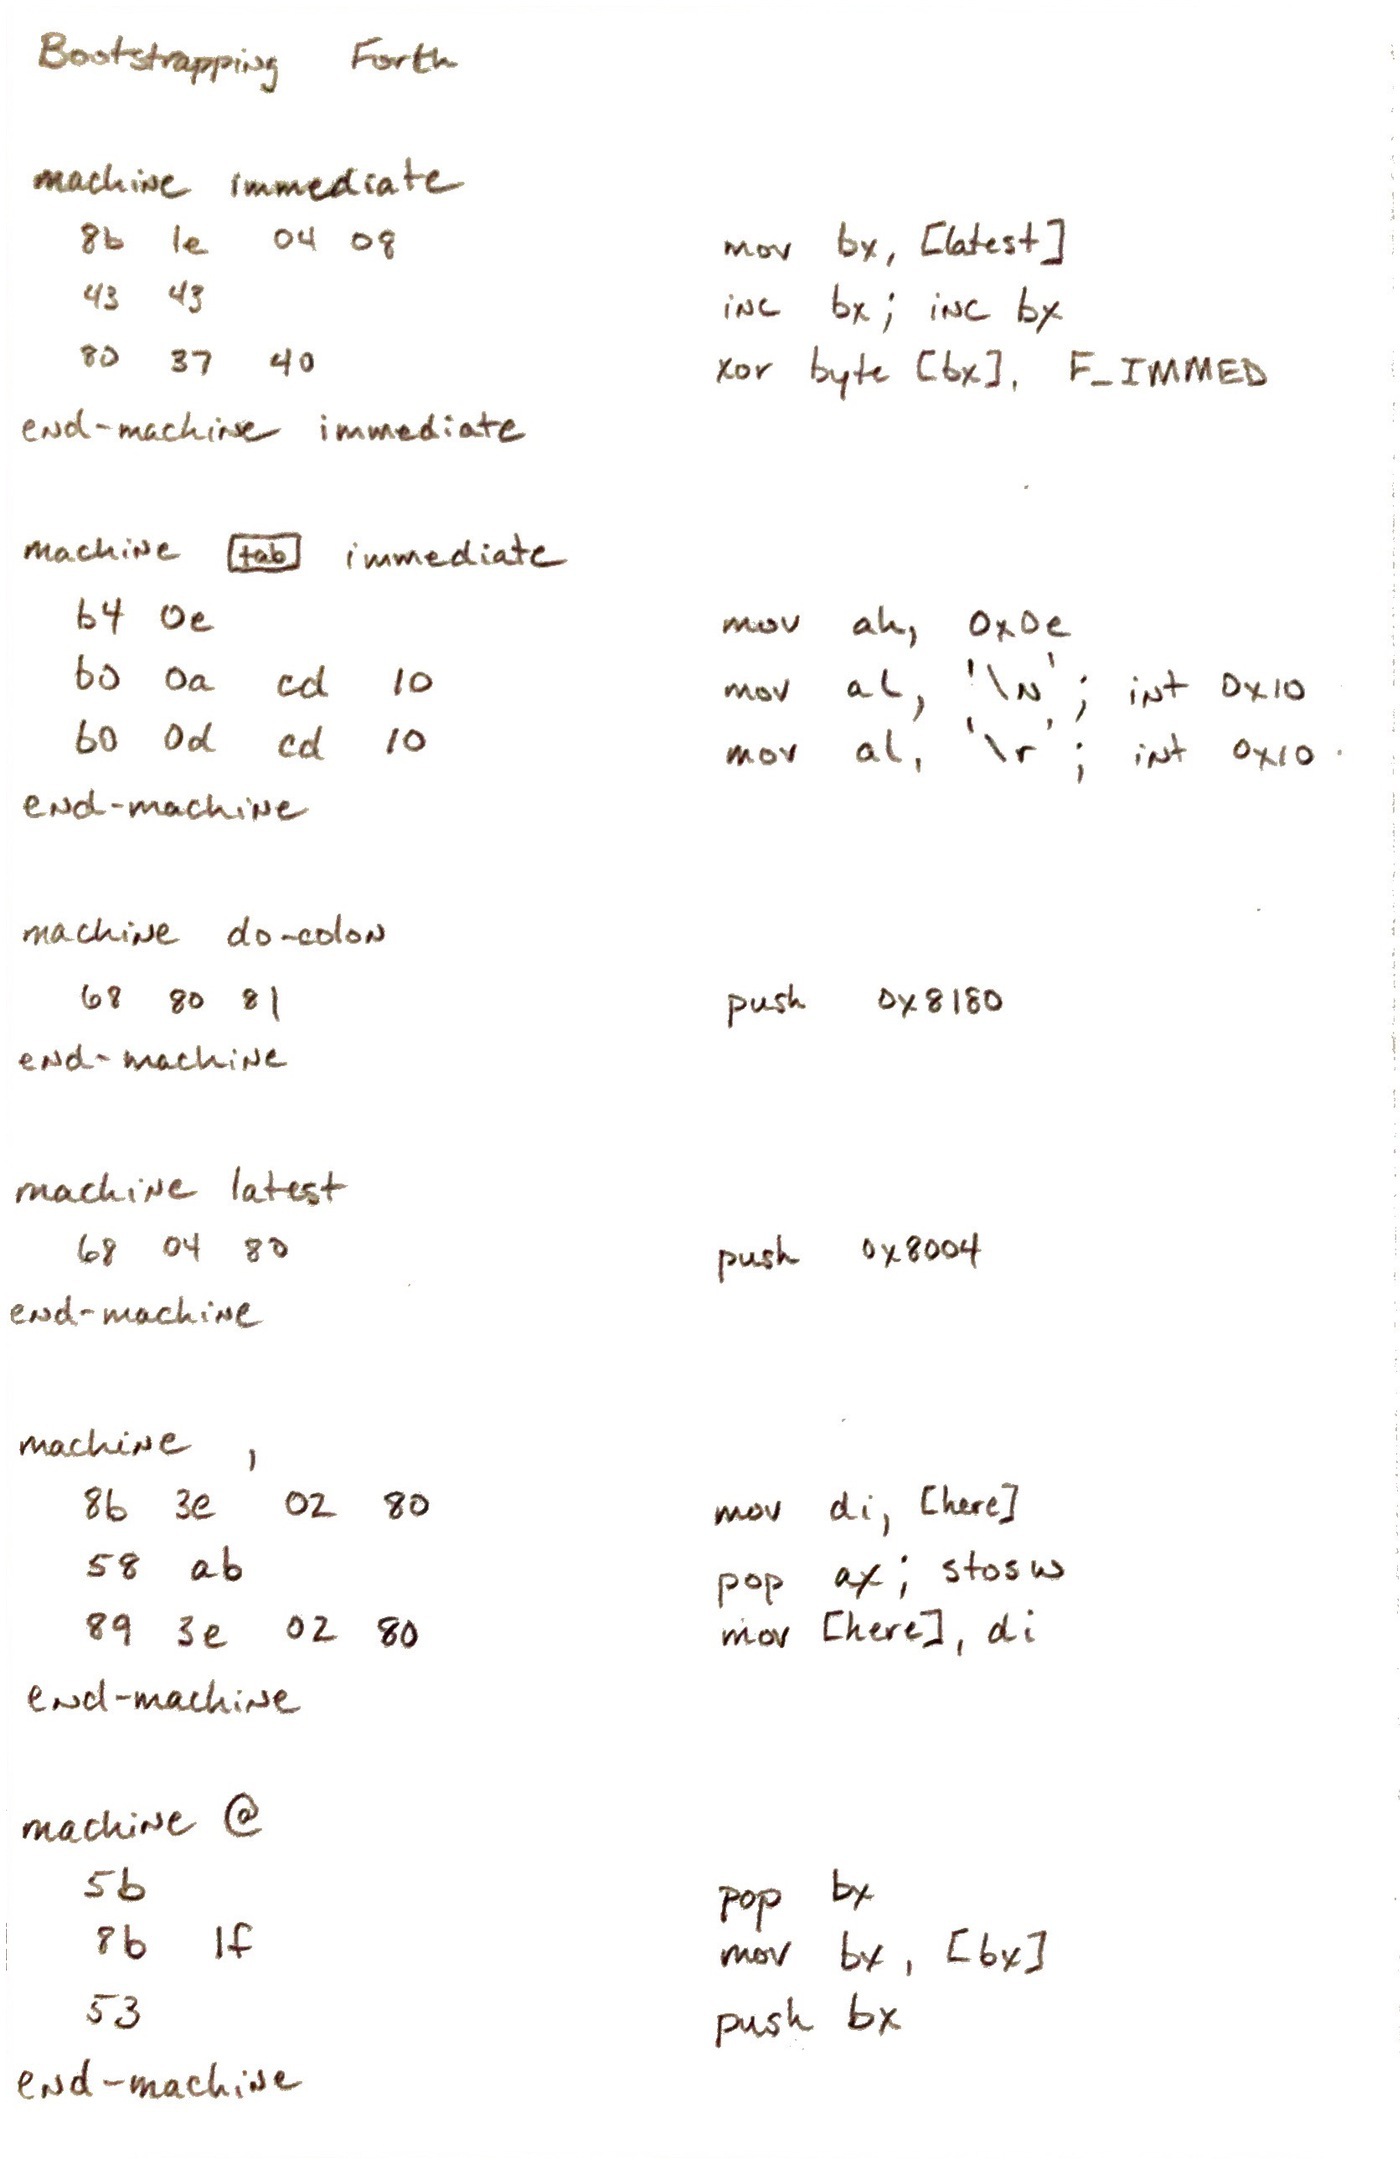 Bootstrapping Forth
machine immediate
8b 1e 04 08 mov bx, [latest]
43 43 inc bx; inc bx
80 37 40 xor byte [bx], F_IMMED
end-machine immediate
machine tab immediate
b4 0e mov ah, 0x0e
b0 0a cd 10 mov al, '\n'; int 0x10
b0 0d cd 10 mov al, '\r'; int 0x10
end-machine
machine do-colon
68 80 81 push 0x8180
end-machine
machine latest
68 04 80 push 0x8004
end-machine
machine ,
8b 3e 02 80 mov di, [here]
58 ab pop ax; stosw
89 3e 02 80 mov [here], di
end-machine
machine @
5b pop bx
8b 1f mov bx, [bx]
53 push bx
end-machine